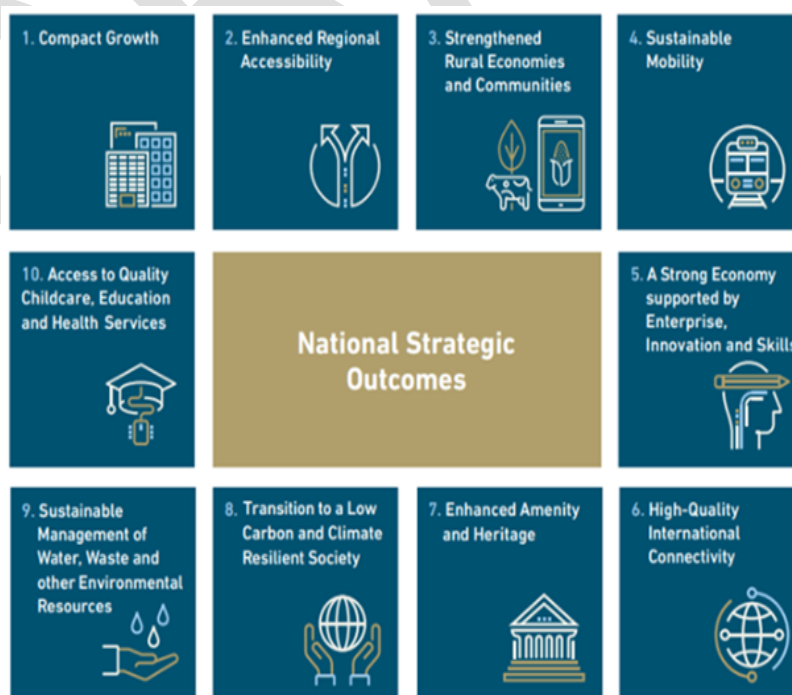 1. Compact Growth
2. Enhanced Regional
Accessibility
3. Strengthened
Rural Economies
and Communities
4. Sustainable
Mobility
10. Access to Quality
Childcare, Education
and Health Services
National Strategic
Outcomes
5. A Strong Economy
supported by
Enterprise,
Innovation and Skills
9. Sustainable
Management of
Water, Waste and
other Environmental
Resources
8. Transition to a Low
Carbon and Climate
Resilient Society
7. Enhanced Amenity
and Heritage
6. High-Quality
International
Connectivity